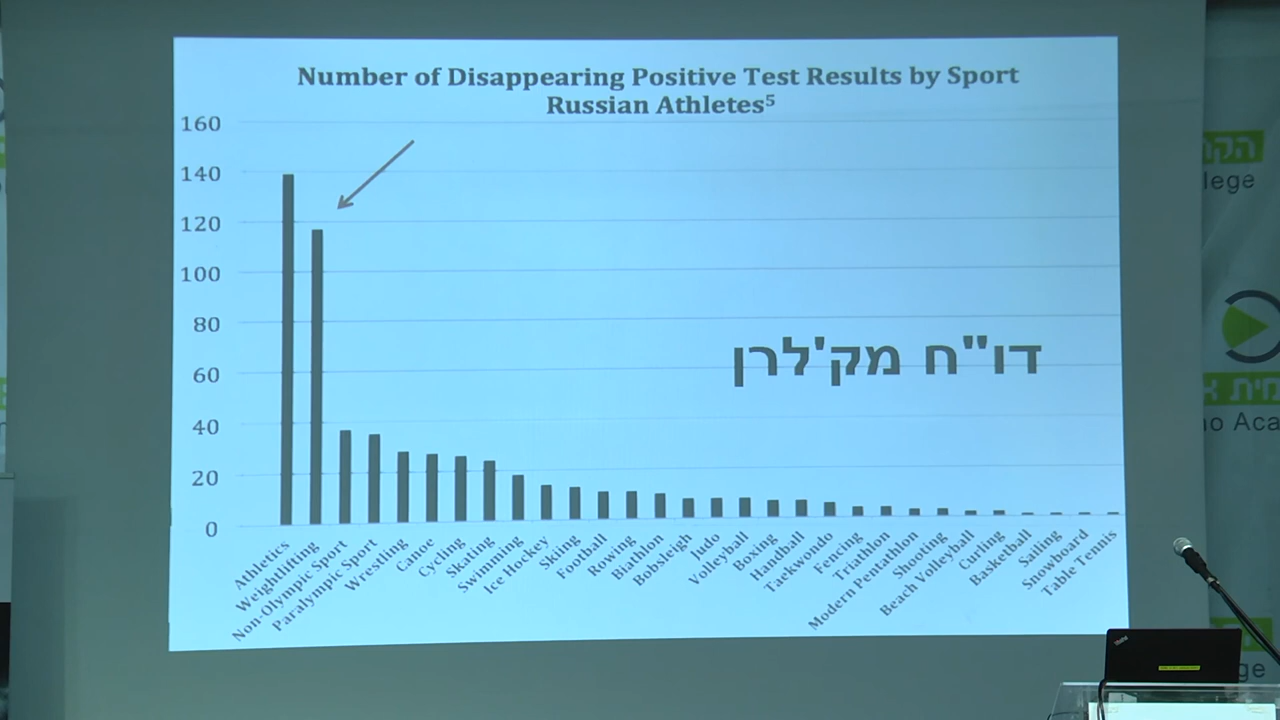 Number of Disappearing Positive Test Results by Sport
Russian Athletes⁵
160
140
120
100
80
60
40
20
0
דו"ח מק'לרן
Athletics
Weightlifting
Non-Olympic Sport
Paralympic Sport
Wrestling
Canoe
Cycling
Skating
Swimming
Ice Hockey
Skiing
Football
Rowing
Biathlon
Bobsleigh
Judo
Volleyball
Boxing
Handball
Taekwondo
Fencing
Triathlon
Modern Pentathlon
Shooting
Beach Volleyball
Curling
Basketball
Sailing
Snowboard
Table Tennis